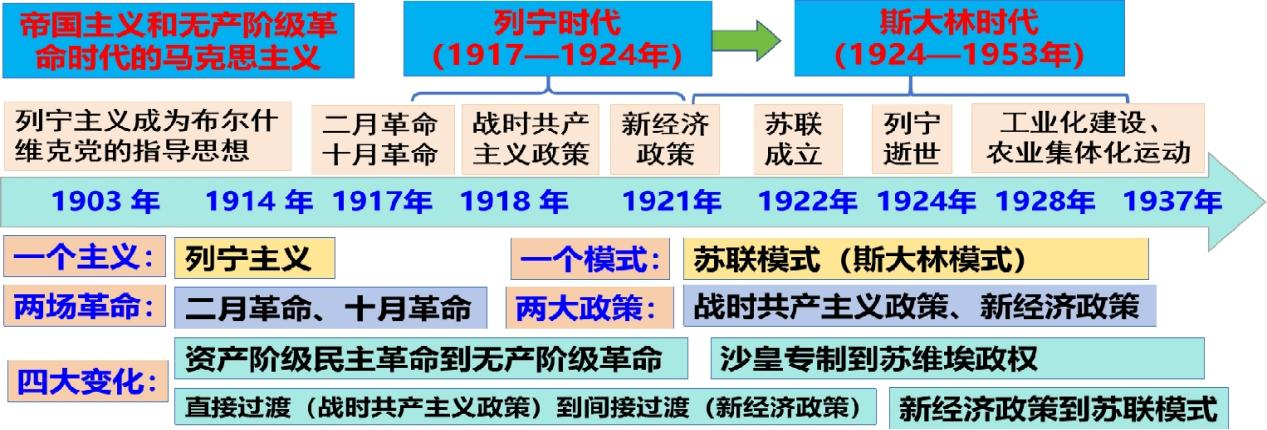 帝国主义和无产阶级革
命时代的马克思主义
列宁时代
(1917—1924年)
斯大林时代
(1924—1953年)
列宁主义成为布尔什
维克党的指导思想
二月革命
十月革命
战时共产
主义政策
新经济
政策
苏联
成立
列宁
逝世
工业化建设、
农业集体化运动
1903 年 1914 年 1917年 1918 年 1921年 1922年 1924年 1928年 1937年
一个主义： 列宁主义 一个模式： 苏联模式（斯大林模式）
两场革命： 二月革命、十月革命 两大政策： 战时共产主义政策、新经济政策
四大变化：
资产阶级民主革命到无产阶级革命 沙皇专制到苏维埃政权
直接过渡（战时共产主义政策）到间接过渡（新经济政策） 新经济政策到苏联模式